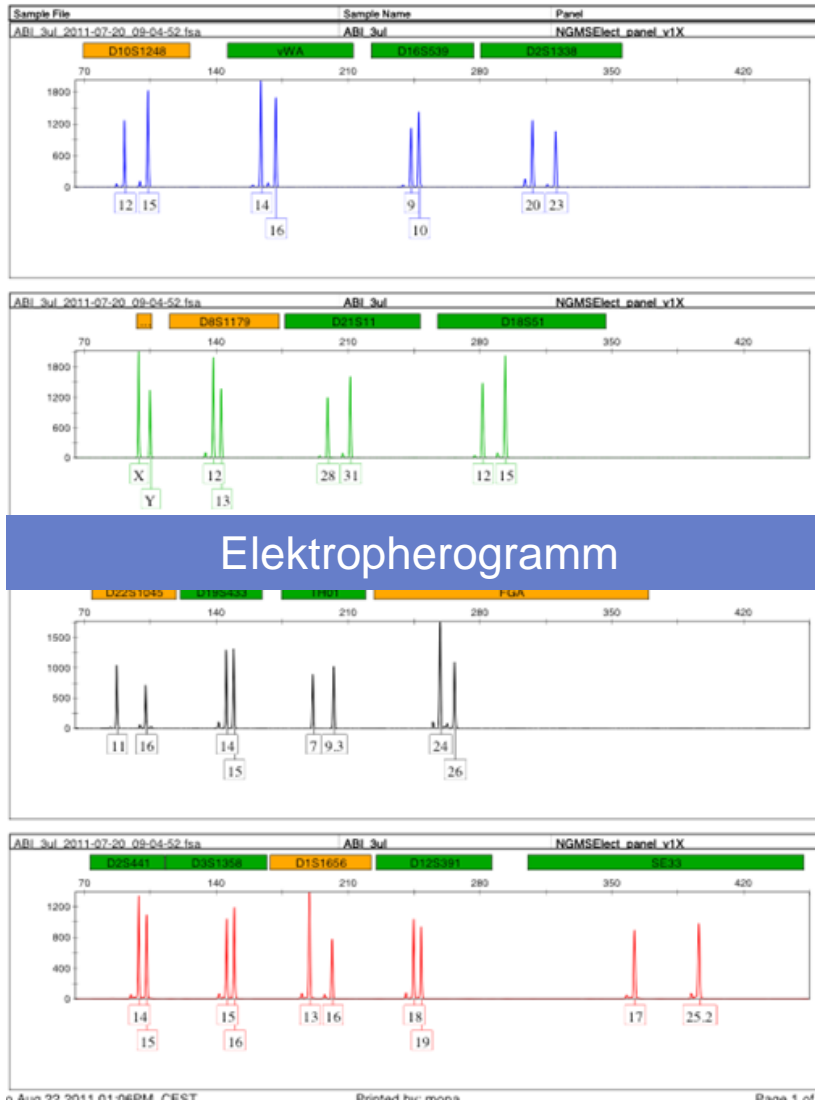 Sample File Sample Name Panel
ABI_3ul_2011-07-20_09-04-52.fsa ABI_3ul NGMSElect_panel_v1X
D10S1248 vWA D16S539 D2S1338
70 140 210 280 350 420
1800
1200
600
0
12 15 14 9 20 23
16 10
ABI_3ul_2011-07-20_09-04-52.fsa ABI_3ul NGMSElect_panel_v1X
... D8S1179 D21S11 D18S51
70 140 210 280 350 420
1800
1200
600
0
X 12 28 31 12 15
Y 13
Elektropherogramm
D22S1045 D19S433 TH01 FGA
70 140 210 280 350 420
1500
1000
500
0
11 16 14 7 9.3 24
15 26
ABI_3ul_2011-07-20_09-04-52.fsa ABI_3ul NGMSElect_panel_v1X
D2S441 D3S1358 D1S1656 D12S391 SE33
70 140 210 280 350 420
1200
800
400
0
14 15 13 16 18 17 25.2
15 16 19
Aug 22,2011 01:06PM, CEST Printed by: mopa Page 1 of